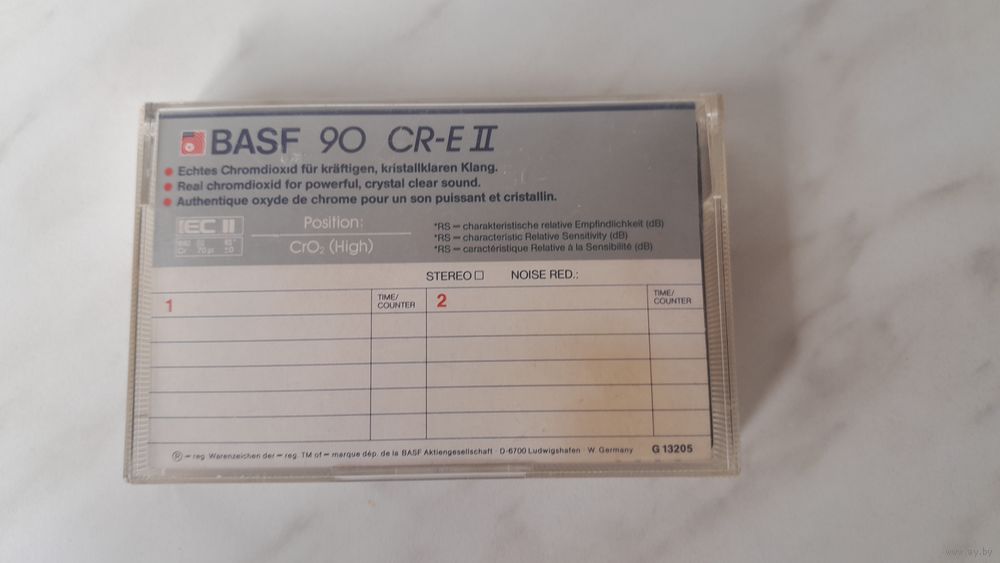 BASF 90 CR-E II
Echtes Chromdioxid für kräftigen, kristallklaren Klang.
Real chromdioxid for powerful, crystal clear sound.
Authentique oxyde de chrome pour un son puissant et cristallin.
IEC II
Position:
CrO₂ (High)
*RS = charakteristische relative Empfindlichkeit (dB)
*RS = characteristic Relative Sensitivity (dB)
*RS = caractéristique Relative à la Sensibilité (dB)
STEREO NOISE RED.:
1 TIME/COUNTER 2 TIME/COUNTER
® = reg. Warenzeichen der = reg. TM of = marque dép. de la BASF Aktiengesellschaft · D-6700 Ludwigshafen · W. Germany G 13205